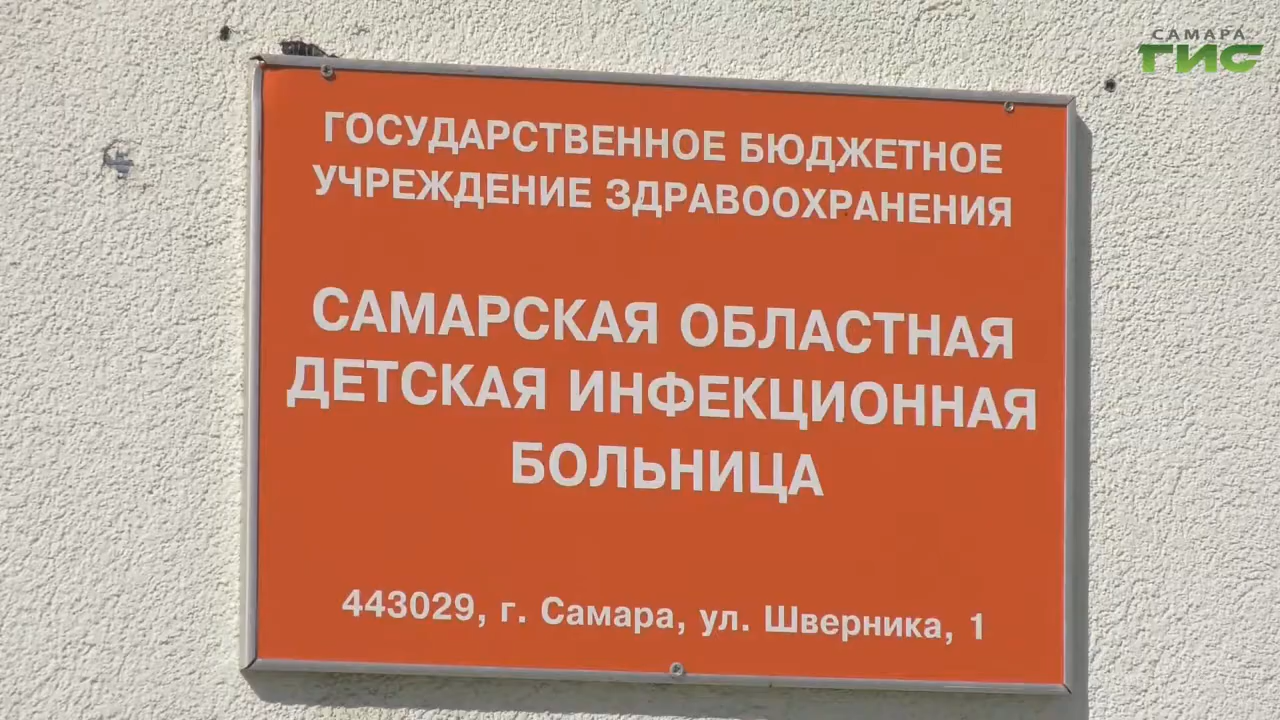 САМАРА
ГИС
ГОСУДАРСТВЕННОЕ БЮДЖЕТНОЕ
УЧРЕЖДЕНИЕ ЗДРАВООХРАНЕНИЯ
САМАРСКАЯ ОБЛАСТНАЯ
ДЕТСКАЯ ИНФЕКЦИОННАЯ
БОЛЬНИЦА
443029, г. Самара, ул. Шверника, 1